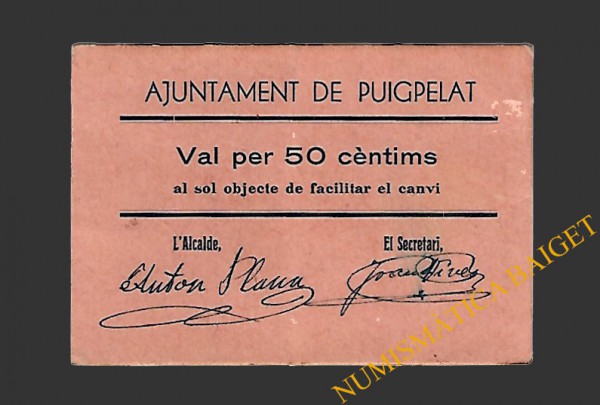 AJUNTAMENT DE PUIGPELAT
Val per 50 cèntims
al sol objecte de facilitar el canvi
L'Alcalde, El Secretari,
Anton Plana
NUMISMÀTICA BAIGET